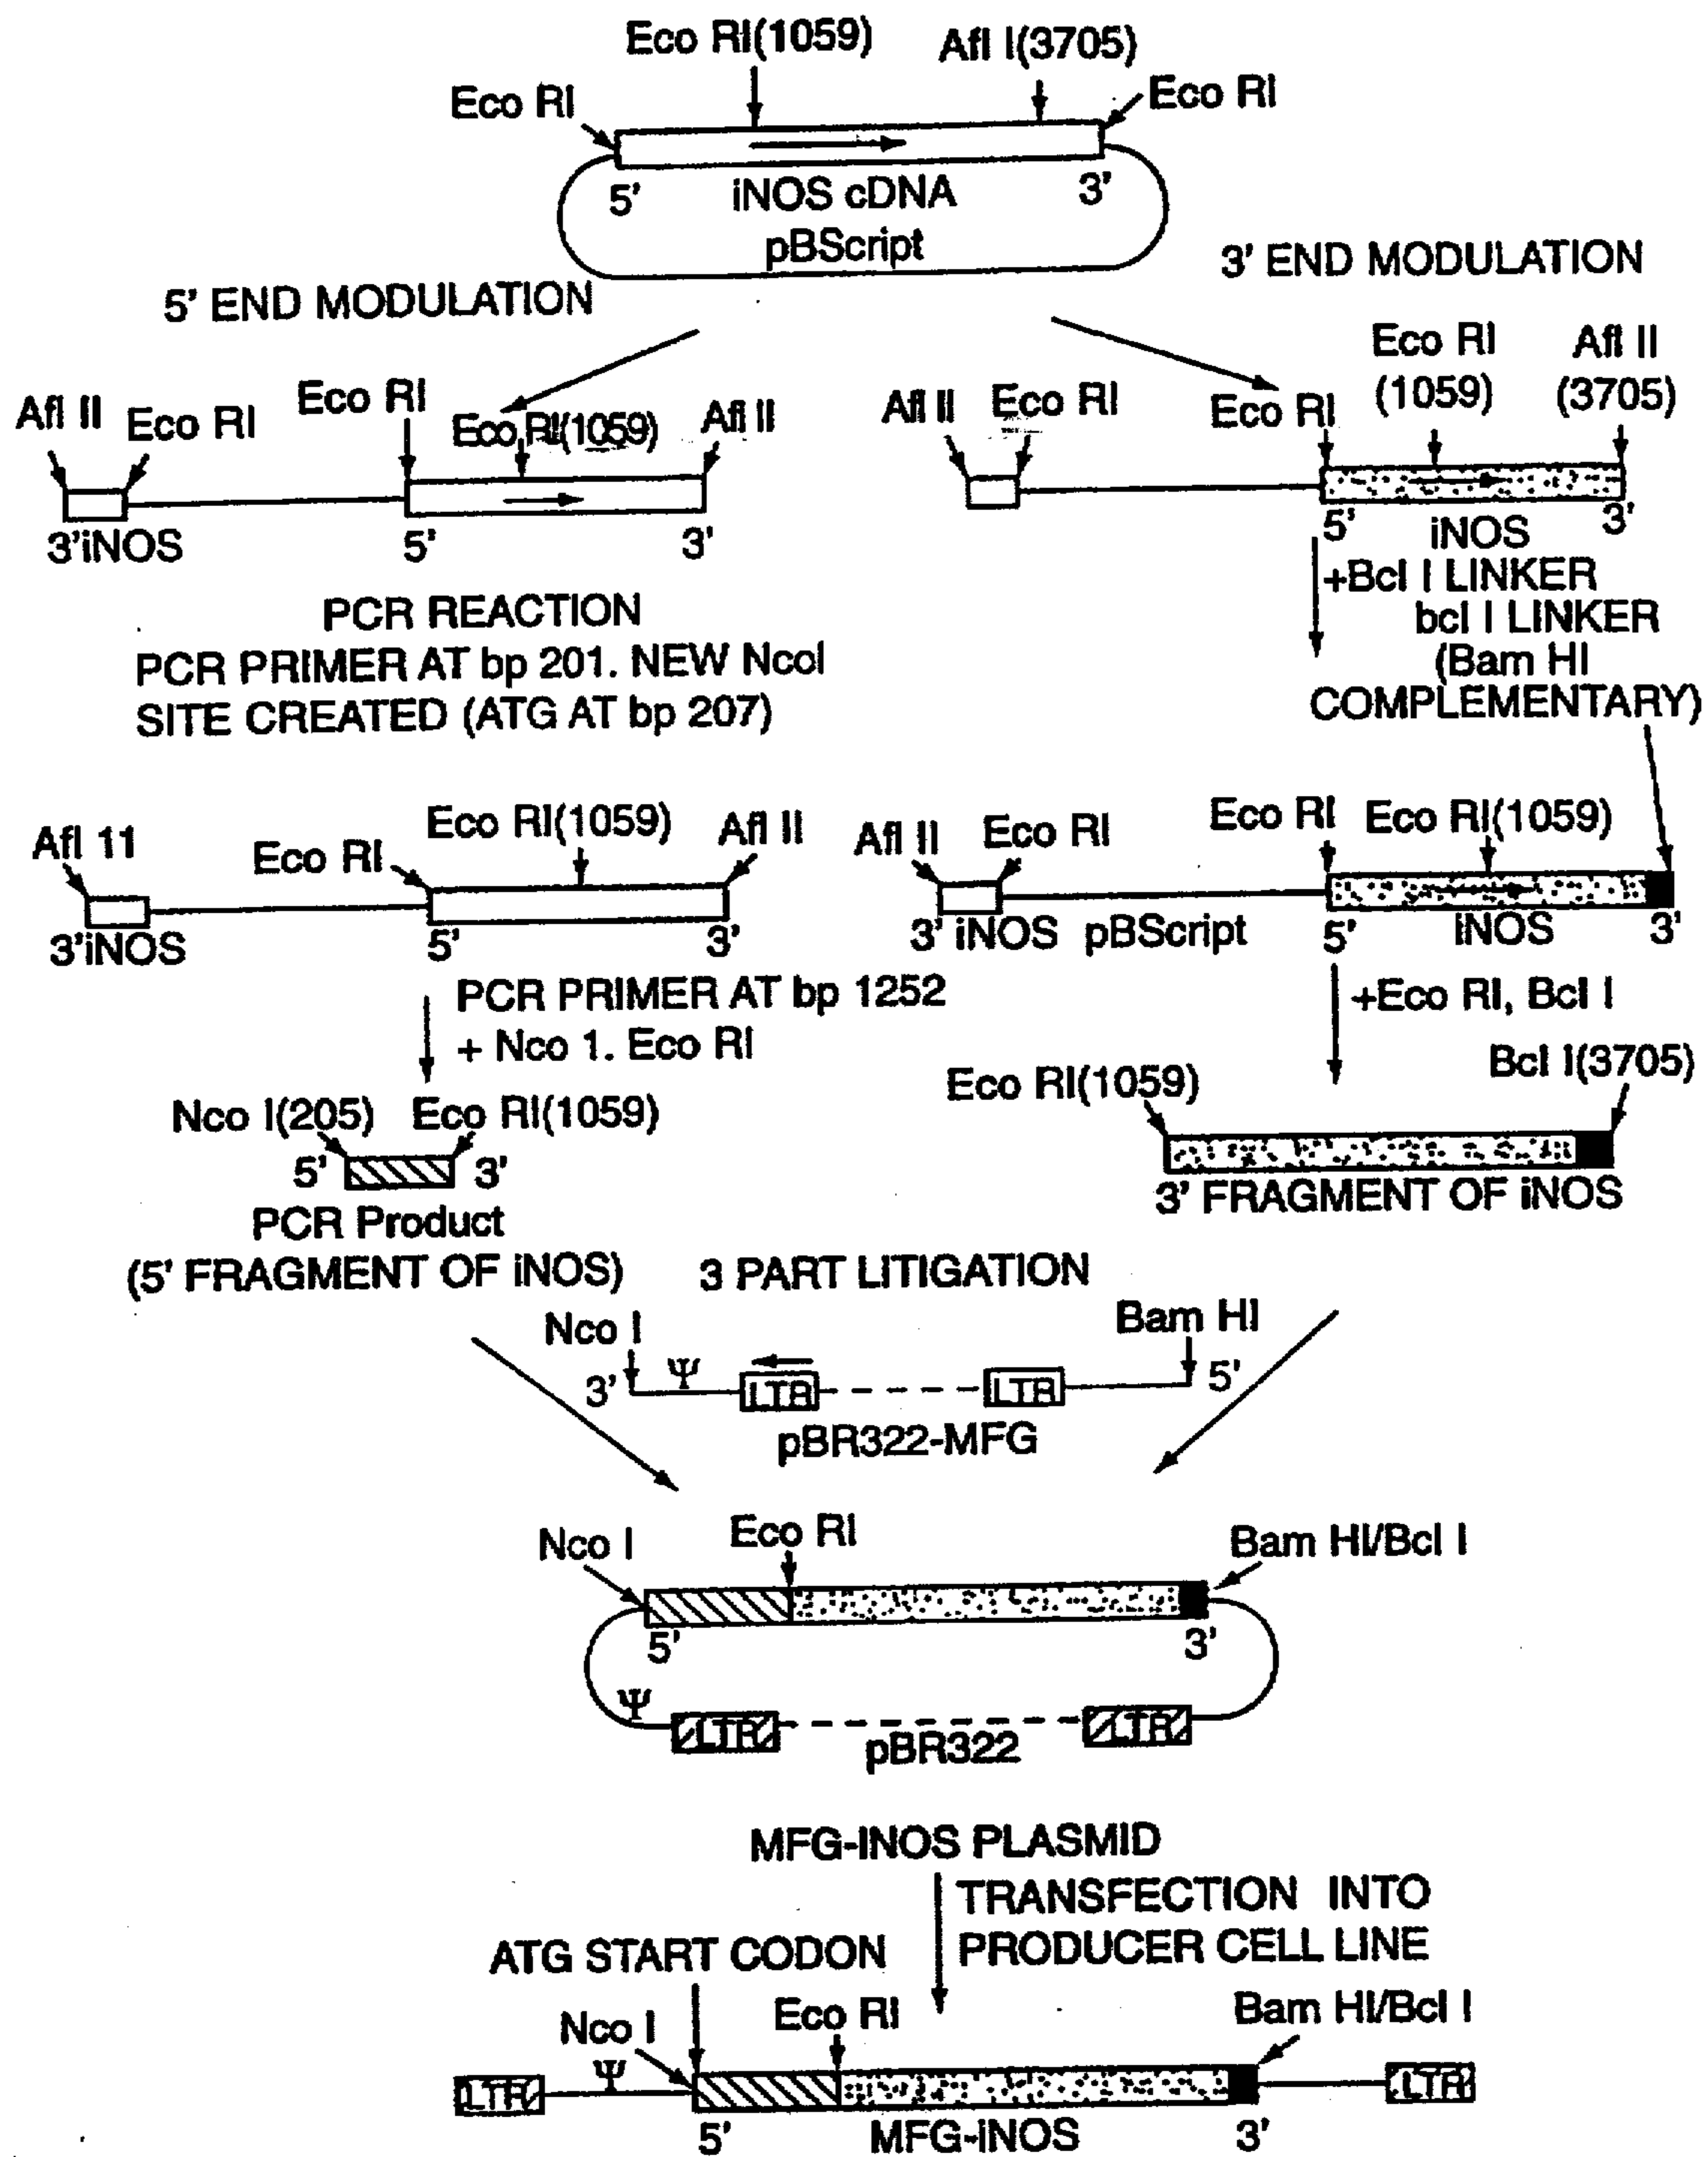 Eco RI(1059)
Afl I(3705)
Eco RI
Eco RI
5'
iNOS cDNA
3'
pBScript
5' END MODULATION
3' END MODULATION
Afl II
Eco RI
Eco RI
Eco RI(1059)
Afl II
3'iNOS
5'
3'
Afl II
Eco RI
Eco RI
Eco RI
(1059)
Afl II
(3705)
5'
iNOS
3'
+Bcl I LINKER
bcl I LINKER
(Bam HI
COMPLEMENTARY)
PCR REACTION
PCR PRIMER AT bp 201. NEW NcoI
SITE CREATED (ATG AT bp 207)
Afl 11
Eco RI
Eco RI(1059)
Afl II
3'iNOS
5'
3'
Afl II
Eco RI
Eco RI
Eco RI(1059)
3' iNOS
pBScript
5'
INOS
3'
PCR PRIMER AT bp 1252
+ Nco 1. Eco RI
+Eco RI, Bcl I
Nco I(205)
Eco RI(1059)
5'
3'
PCR Product
(5' FRAGMENT OF iNOS)
Eco RI(1059)
Bcl I(3705)
3' FRAGMENT OF iNOS
3 PART LITIGATION
Nco I
Bam HI
3'
Ψ
LTR
LTR
5'
pBR322-MFG
Nco I
Eco RI
Bam HI/Bcl I
5'
3'
Ψ
LTR
pBR322
LTR
MFG-INOS PLASMID
TRANSFECTION INTO
PRODUCER CELL LINE
ATG START CODON
Nco I
Eco RI
Bam HI/Bcl I
LTR
Ψ
LTR
5'
MFG-iNOS
3'